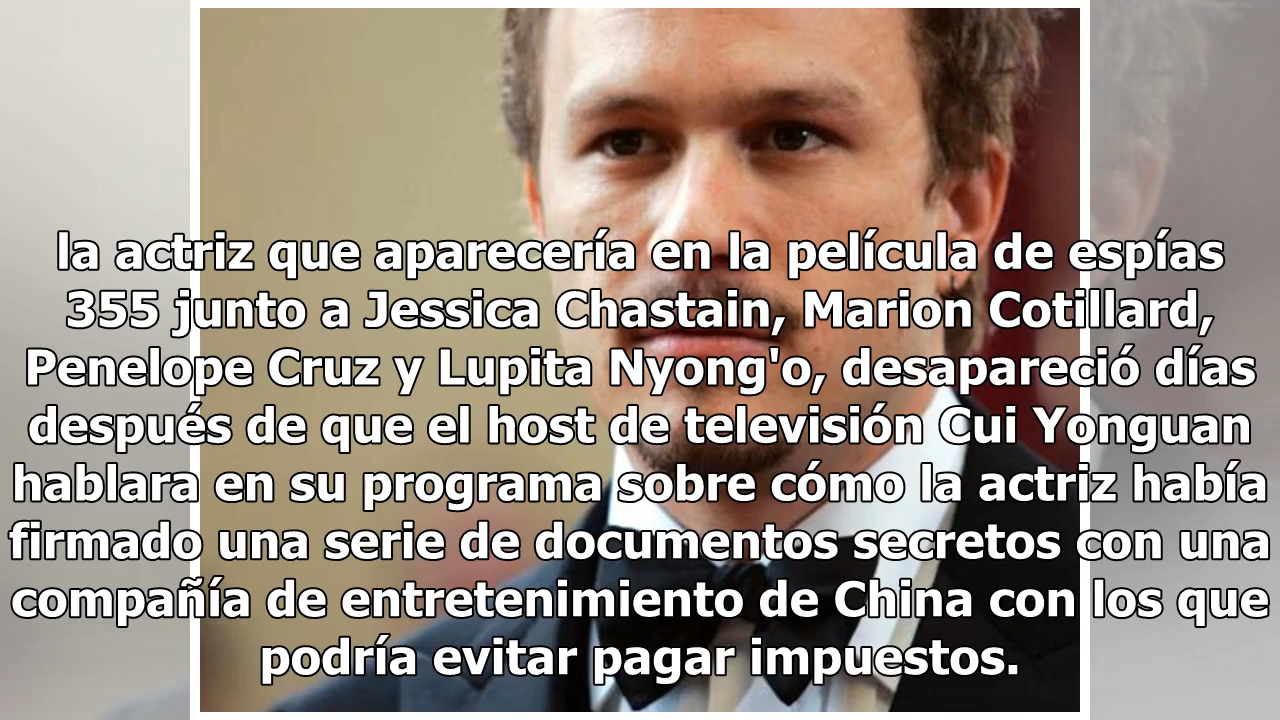 la actriz que aparecería en la película de espías
355 junto a Jessica Chastain, Marion Cotillard,
Penelope Cruz y Lupita Nyong'o, desapareció días
después de que el host de televisión Cui Yonguan
hablara en su programa sobre cómo la actriz había
firmado una serie de documentos secretos con una
compañía de entretenimiento de China con los que
podría evitar pagar impuestos.